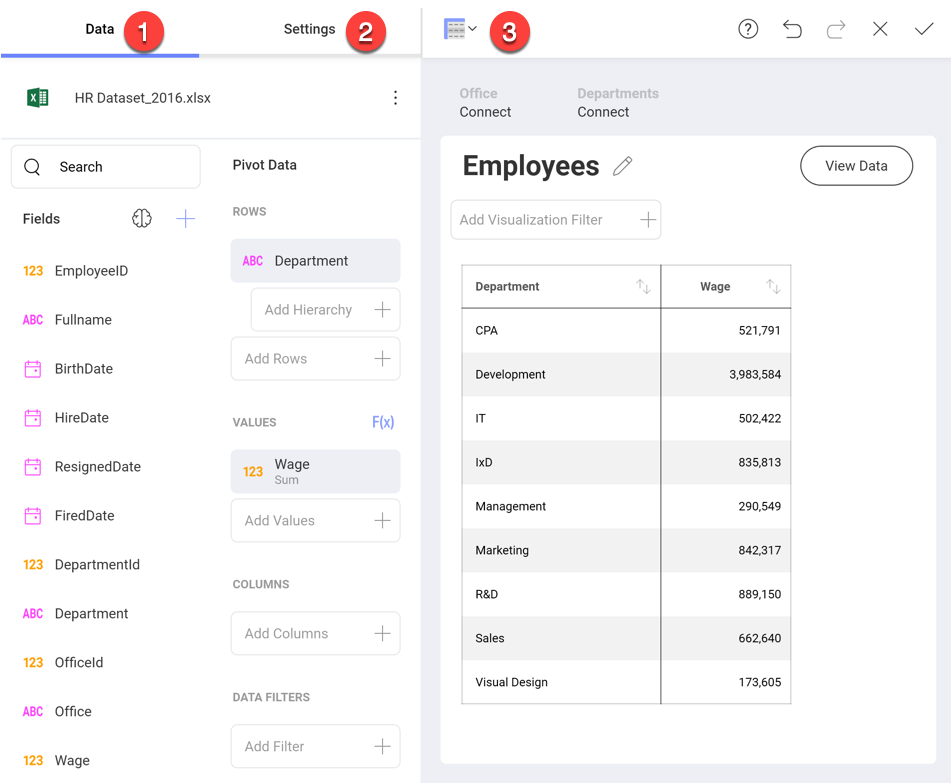 Data 1 Settings 2 3
HR Dataset_2016.xlsx
Office Departments
Connect Connect
Search
Fields
123 EmployeeID
ABC Fullname
BirthDate
HireDate
ResignedDate
FiredDate
123 DepartmentId
ABC Department
123 OfficeId
ABC Office
123 Wage
Pivot Data
ROWS
ABC Department
Add Hierarchy
Add Rows
VALUES F(x)
123 Wage
Sum
Add Values
COLUMNS
Add Columns
DATA FILTERS
Add Filter
Employees View Data
Add Visualization Filter
Department Wage
CPA 521,791
Development 3,983,584
IT 502,422
IxD 835,813
Management 290,549
Marketing 842,317
R&D 889,150
Sales 662,640
Visual Design 173,605